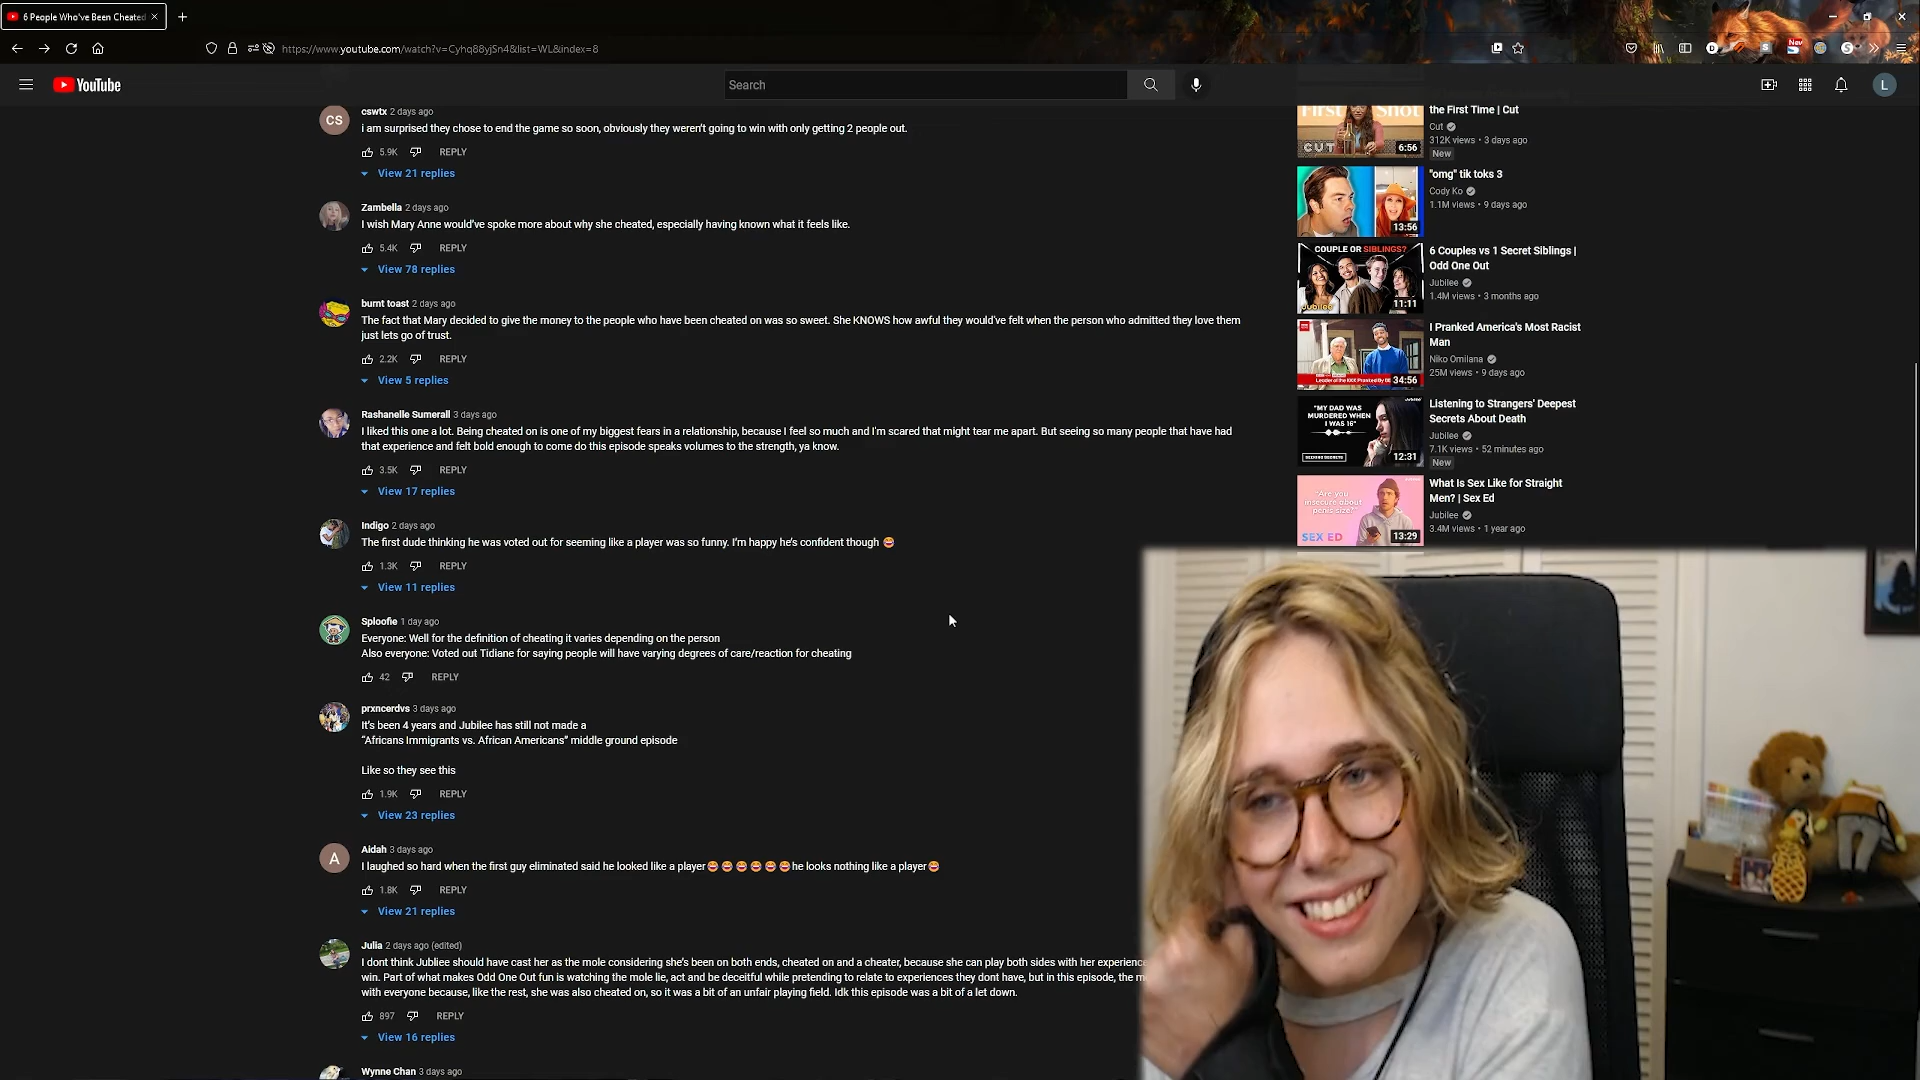 6 People Who've Been Cheated
https://www.youtube.com/watch?v=Cyhq88yjSn4&list=WL&index=8
New
YouTube
Search
L
CS
cswtx 2 days ago
i am surprised they chose to end the game so soon, obviously they weren't going to win with only getting 2 people out.
5.9K REPLY
View 21 replies
Zambella 2 days ago
I wish Mary Anne would've spoke more about why she cheated, especially having known what it feels like.
5.4K REPLY
View 78 replies
burnt toast 2 days ago
The fact that Mary decided to give the money to the people who have been cheated on was so sweet. She KNOWS how awful they would've felt when the person who admitted they love them
just lets go of trust.
2.2K REPLY
View 5 replies
Rashanelle Sumerall 3 days ago
I liked this one a lot. Being cheated on is one of my biggest fears in a relationship, because I feel so much and I'm scared that might tear me apart. But seeing so many people that have had
that experience and felt bold enough to come do this episode speaks volumes to the strength, ya know.
3.5K REPLY
View 17 replies
Indigo 2 days ago
The first dude thinking he was voted out for seeming like a player was so funny. I'm happy he's confident though 😂
1.3K REPLY
View 11 replies
Sploofie 1 day ago
Everyone: Well for the definition of cheating it varies depending on the person
Also everyone: Voted out Tidiane for saying people will have varying degrees of care/reaction for cheating
42 REPLY
prxncerdvs 3 days ago
It's been 4 years and Jubilee has still not made a
"Africans Immigrants vs. African Americans" middle ground episode
Like so they see this
1.9K REPLY
View 23 replies
A
Aidah 3 days ago
I laughed so hard when the first guy eliminated said he looked like a player😂😂😂😂😂😂he looks nothing like a player😂
1.8K REPLY
View 21 replies
Julia 2 days ago (edited)
I dont think Jubliee should have cast her as the mole considering she's been on both ends, cheated on and a cheater, because she can play both sides with her experience
win. Part of what makes Odd One Out fun is watching the mole lie, act and be deceitful while pretending to relate to experiences they dont have, but in this episode, the m
with everyone because, like the rest, she was also cheated on, so it was a bit of an unfair playing field. Idk this episode was a bit of a let down.
897 REPLY
View 16 replies
Wynne Chan 3 days ago
First Shot
CUT
6:56
the First Time | Cut
Cut
312K views • 3 days ago
New
13:56
"omg" tik toks 3
Cody Ko
1.1M views • 9 days ago
COUPLE OR SIBLINGS?
jubilee
11:11
6 Couples vs 1 Secret Siblings |
Odd One Out
Jubilee
1.4M views • 3 months ago
34:56
I Pranked America's Most Racist
Man
Niko Omilana
25M views • 9 days ago
"MY DAD WAS
MURDERED WHEN
I WAS 16"
12:31
Listening to Strangers' Deepest
Secrets About Death
Jubilee
7.1K views • 52 minutes ago
New
"Are you
insecure about
penis size?"
SEX ED
13:29
What Is Sex Like for Straight
Men? | Sex Ed
Jubilee
3.4M views • 1 year ago